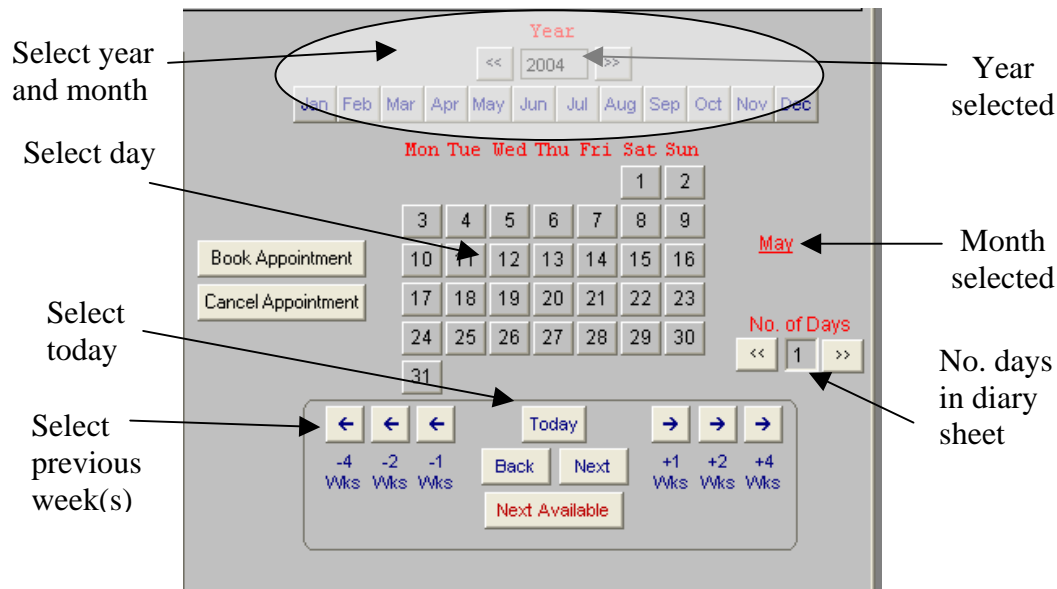 Select year
and month
Year
<< 2004 >>
Year
selected
Jan Feb Mar Apr May Jun Jul Aug Sep Oct Nov Dec
Select day
Mon Tue Wed Thu Fri Sat Sun
1 2
3 4 5 6 7 8 9
Book Appointment
10 11 12 13 14 15 16
May
Month
selected
Cancel Appointment
17 18 19 20 21 22 23
Select
today
24 25 26 27 28 29 30
No. of Days
<< 1 >>
31
No. days
in diary
sheet
Select
previous
week(s)
← ← ← Today → → →
-4 -2 -1
Wks Wks Wks
Back Next
+1 +2 +4
Wks Wks Wks
Next Available